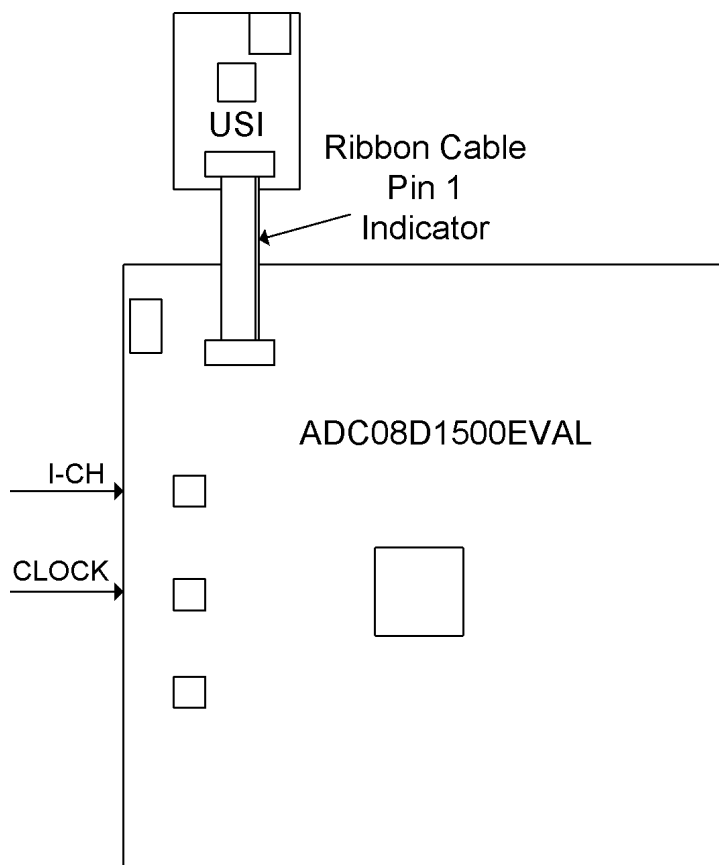 USI
Ribbon Cable
Pin 1
Indicator
ADC08D1500EVAL
I-CH
CLOCK